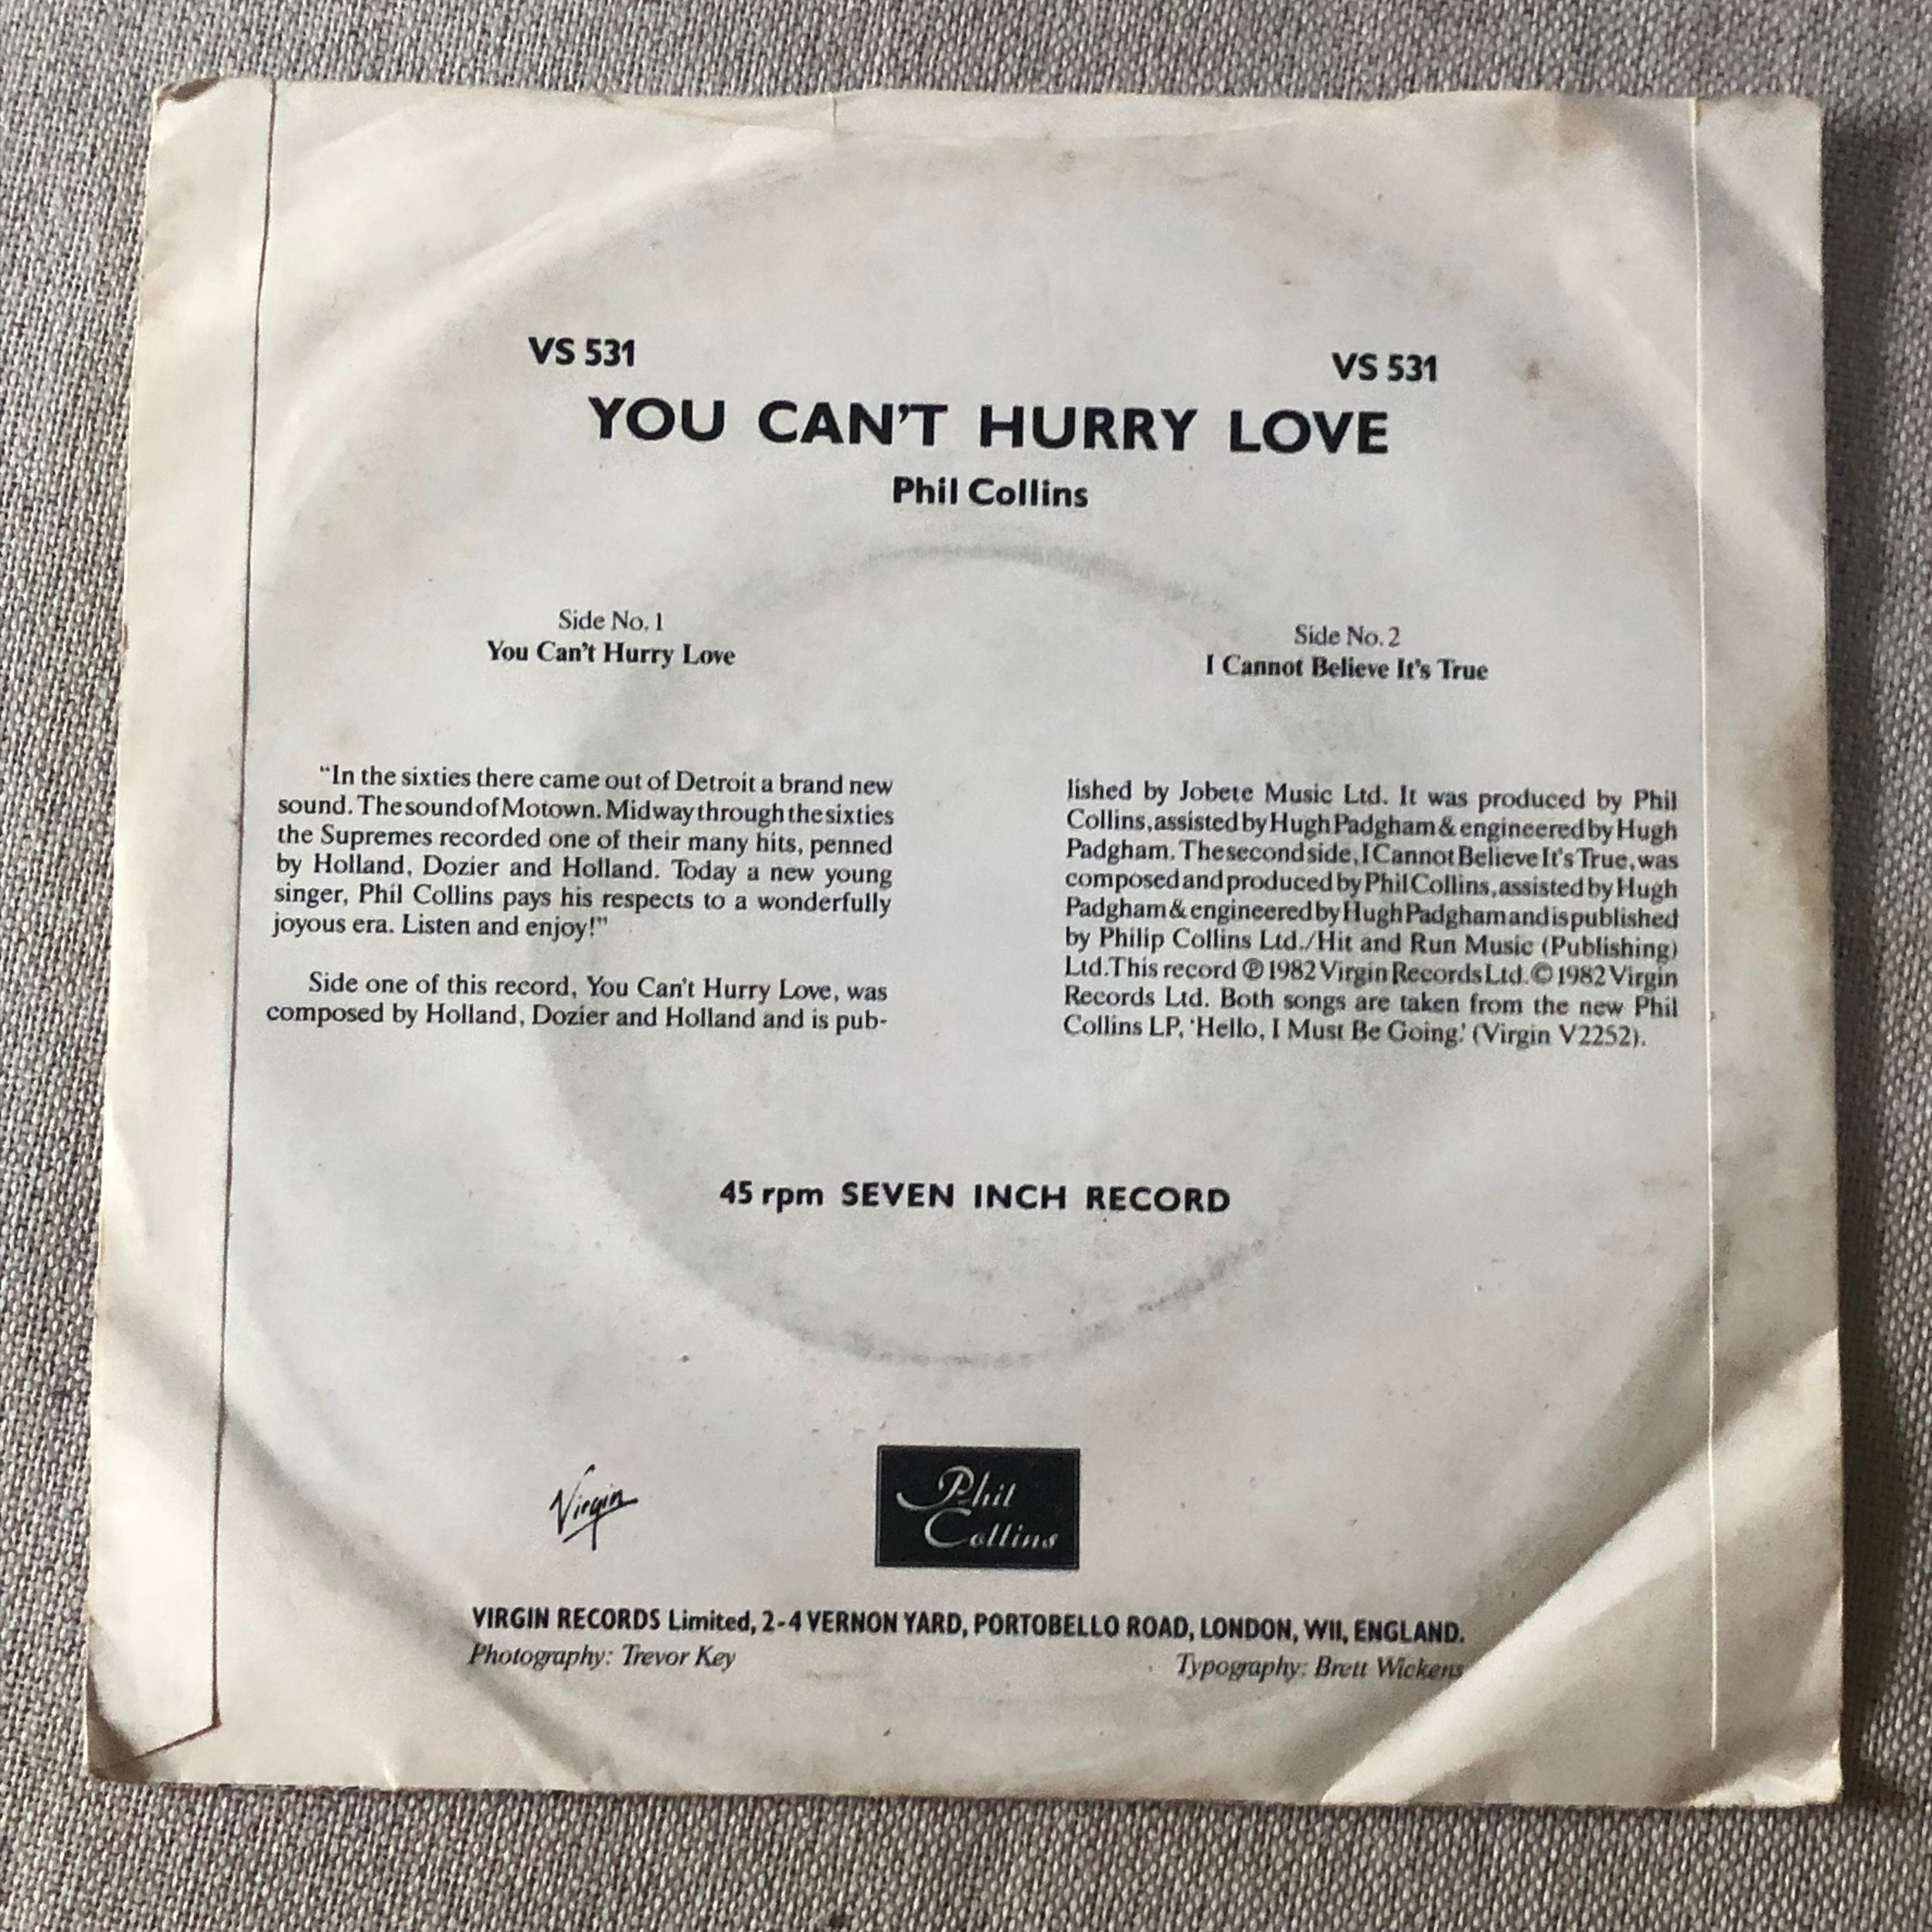 VS 531 VS 531
YOU CAN'T HURRY LOVE
Phil Collins
Side No. 1
You Can't Hurry Love
Side No. 2
I Cannot Believe It's True
“In the sixties there came out of Detroit a brand new
sound. The sound of Motown. Midway through the sixties
the Supremes recorded one of their many hits, penned
by Holland, Dozier and Holland. Today a new young
singer, Phil Collins pays his respects to a wonderfully
joyous era. Listen and enjoy!”
Side one of this record, You Can't Hurry Love, was
composed by Holland, Dozier and Holland and is pub-
lished by Jobete Music Ltd. It was produced by Phil
Collins, assisted by Hugh Padgham & engineered by Hugh
Padgham. The second side, I Cannot Believe It's True, was
composed and produced by Phil Collins, assisted by Hugh
Padgham & engineered by Hugh Padgham and is published
by Philip Collins Ltd./Hit and Run Music (Publishing)
Ltd. This record ℗ 1982 Virgin Records Ltd. © 1982 Virgin
Records Ltd. Both songs are taken from the new Phil
Collins LP, ‘Hello, I Must Be Going!’ (Virgin V2252).
45 rpm SEVEN INCH RECORD
Virgin
Phil
Collins
VIRGIN RECORDS Limited, 2-4 VERNON YARD, PORTOBELLO ROAD, LONDON, W11, ENGLAND.
Photography: Trevor Key Typography: Brett Wickens